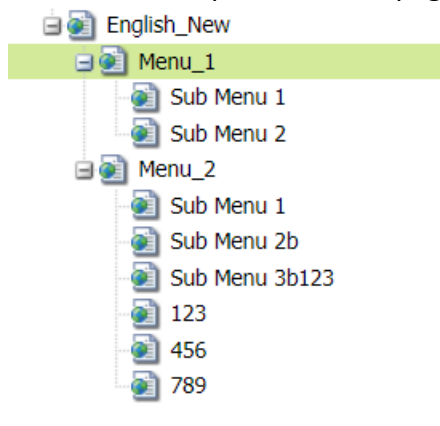 English_New
Menu_1
Sub Menu 1
Sub Menu 2
Menu_2
Sub Menu 1
Sub Menu 2b
Sub Menu 3b123
123
456
789